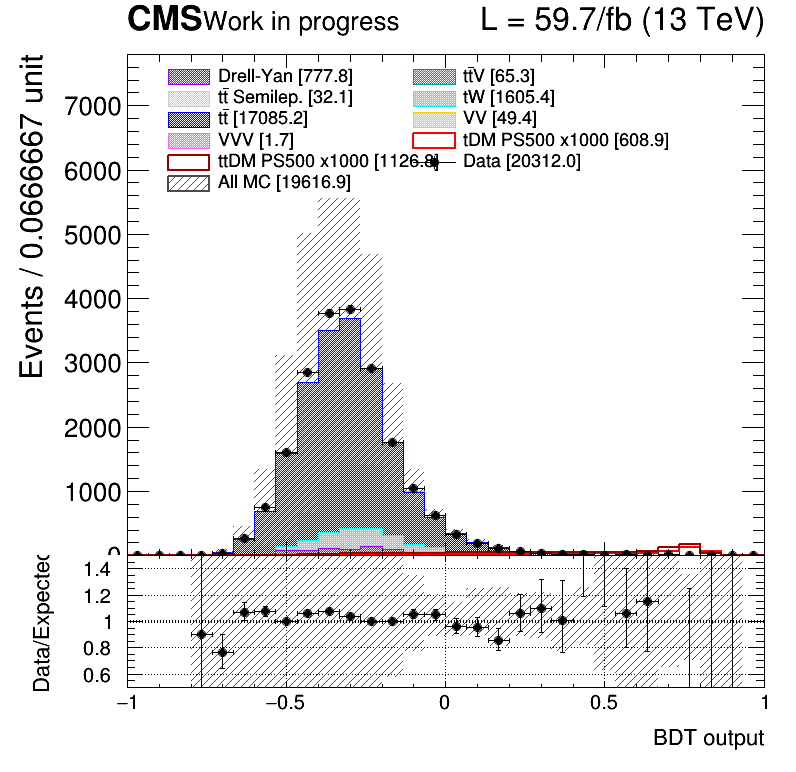 CMS Work in progress L = 59.7/fb (13 TeV)
Events / 0.0666667 unit
Drell-Yan [777.8] tt̄V [65.3]
tt̄ Semilep. [32.1] tW [1605.4]
tt̄ [17085.2] VV [49.4]
VVV [1.7] tDM PS500 x1000 [608.9]
ttDM PS500 x1000 [1126.8] Data [20312.0]
All MC [19616.9]
7000
6000
5000
4000
3000
2000
1000
0
Data/Expected
1.4
1.2
1
0.8
0.6
−1 −0.5 0 0.5 1
BDT output